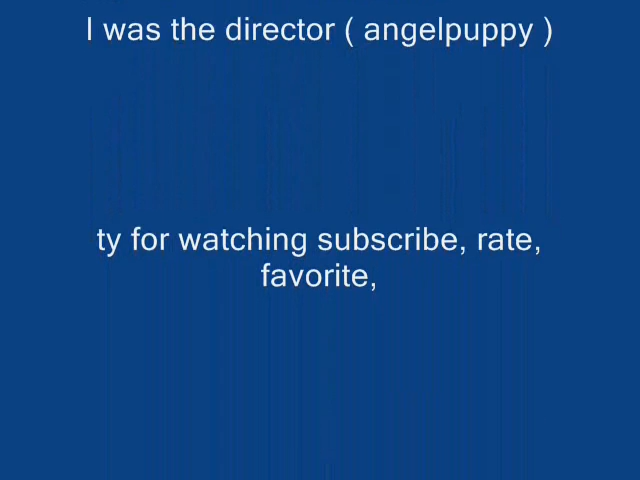 I was the director ( angelpuppy )
ty for watching subscribe, rate,
favorite,